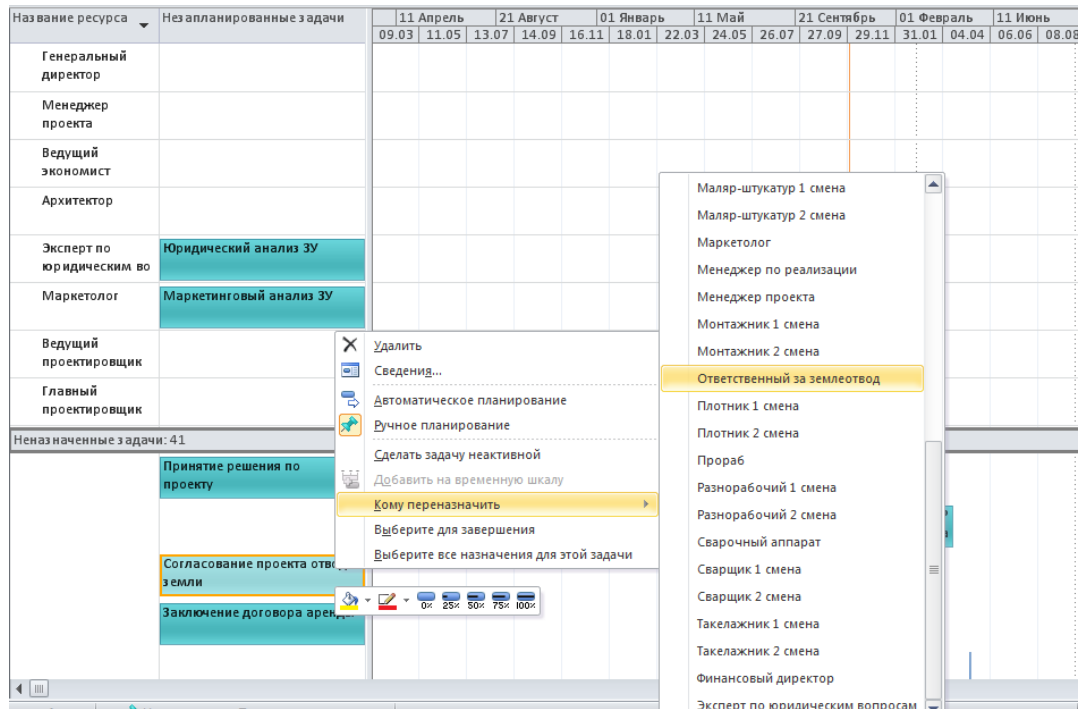 Название ресурса
Незапланированные задачи
11 Апрель 21 Август 01 Январь 11 Май 21 Сентябрь 01 Февраль 11 Июнь
09.03 11.05 13.07 14.09 16.11 18.01 22.03 24.05 26.07 27.09 29.11 31.01 04.04 06.06 08.08
Генеральный
директор
Менеджер
проекта
Ведущий
экономист
Архитектор
Эксперт по
юридическим во
Юридический анализ ЗУ
Маркетолог
Маркетинговый анализ ЗУ
Ведущий
проектировщик
Главный
проектировщик
Неназначенные задачи: 41
Принятие решения по
проекту
Согласование проекта отво
земли
Заключение договора аренд
Удалить
Сведения...
Автоматическое планирование
Ручное планирование
Сделать задачу неактивной
Добавить на временную шкалу
Кому переназначить
Выберите для завершения
Выберите все назначения для этой задачи
0% 25% 50% 75% 100%
Маляр-штукатур 1 смена
Маляр-штукатур 2 смена
Маркетолог
Менеджер по реализации
Менеджер проекта
Монтажник 1 смена
Монтажник 2 смена
Ответственный за землеотвод
Плотник 1 смена
Плотник 2 смена
Прораб
Разнорабочий 1 смена
Разнорабочий 2 смена
Сварочный аппарат
Сварщик 1 смена
Сварщик 2 смена
Такелажник 1 смена
Такелажник 2 смена
Финансовый директор
Эксперт по юридическим вопросам